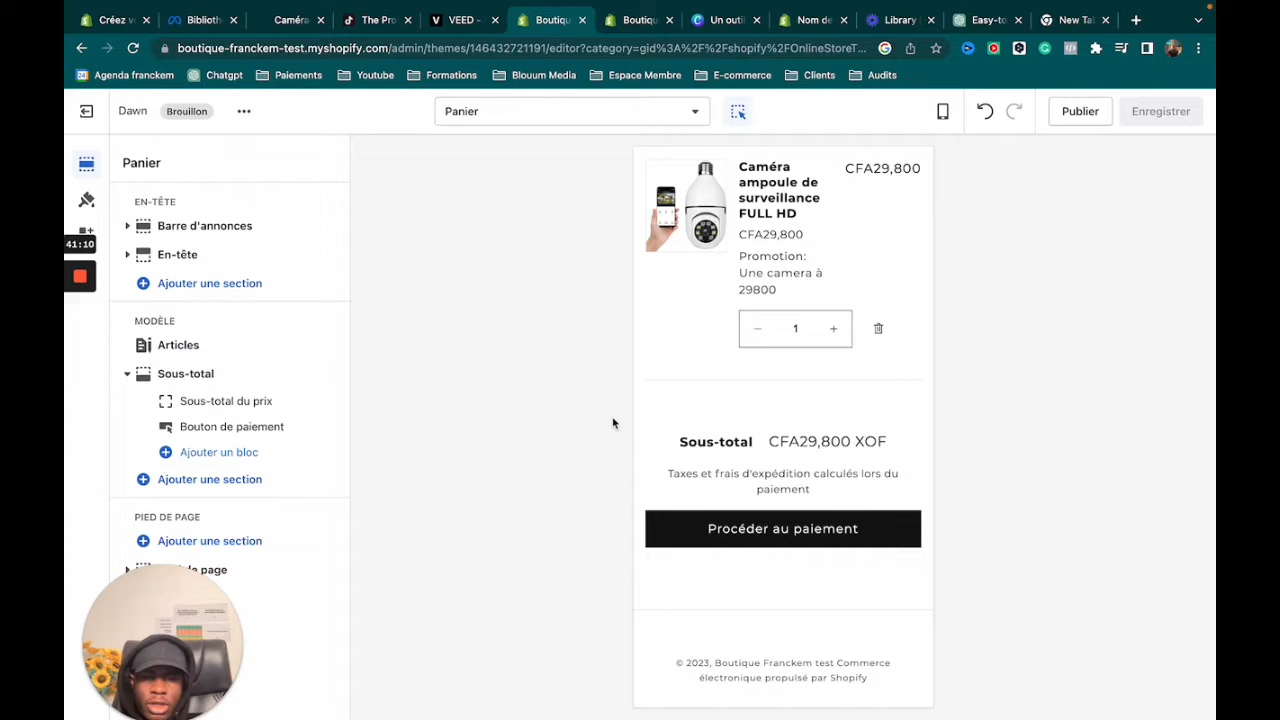 Créez v
Biblioth
Caméra
The Pro
VEED -
Boutiqu
Boutiqu
Un outil
Nom de
Library
Easy-to
New Tab
boutique-franckem-test.myshopify.com/admin/themes/146432721191/editor?category=gid%3A%2F%2Fshopify%2FOnlineStoreT...
Agenda franckem
Chatgpt
Paiements
Youtube
Formations
Blouum Media
Espace Membre
E-commerce
Clients
Audits
Dawn
Brouillon
Panier
Publier
Enregistrer
Panier
EN-TÊTE
Barre d'annonces
En-tête
Ajouter une section
41:10
MODÈLE
Articles
Sous-total
Sous-total du prix
Bouton de paiement
Ajouter un bloc
Ajouter une section
PIED DE PAGE
Ajouter une section
de page
Caméra
ampoule de
surveillance
FULL HD
CFA29,800
CFA29,800
Promotion:
Une camera à
29800
− 1 +
Sous-total CFA29,800 XOF
Taxes et frais d'expédition calculés lors du
paiement
Procéder au paiement
© 2023, Boutique Franckem test Commerce
électronique propulsé par Shopify